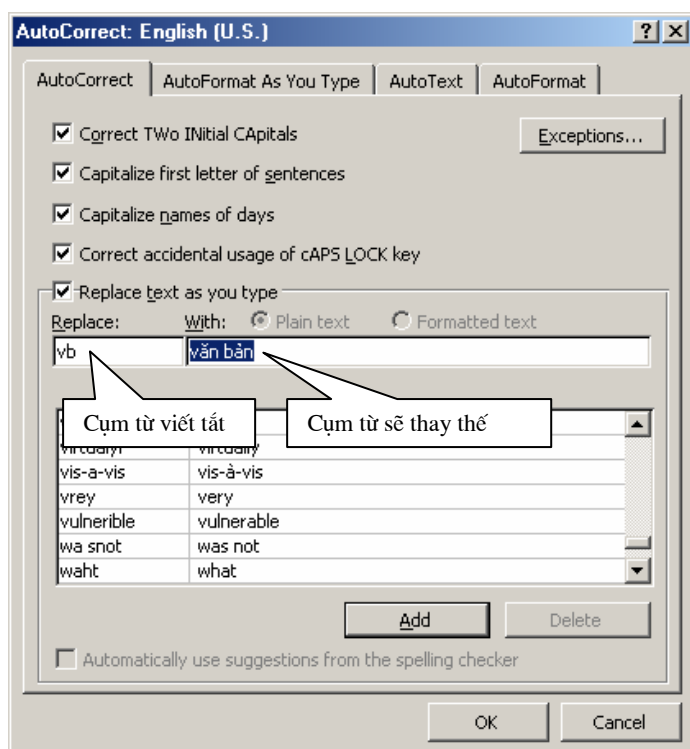 AutoCorrect: English (U.S.)
AutoCorrect AutoFormat As You Type AutoText AutoFormat
Correct TWo INitial CApitals Exceptions...
Capitalize first letter of sentences
Capitalize names of days
Correct accidental usage of cAPS LOCK key
Replace text as you type
Replace: With: Plain text Formatted text
vb văn bản
Cụm từ viết tắt Cụm từ sẽ thay thế
virtually
vis-a-vis vis-à-vis
vrey very
vulnerible vulnerable
wa snot was not
waht what
Add Delete
Automatically use suggestions from the spelling checker
OK Cancel